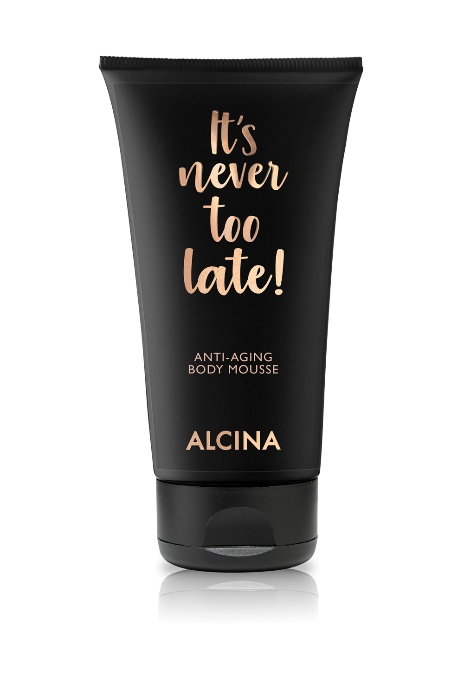 It's
never
too
late!
ANTI-AGING
BODY MOUSSE
ALCINA